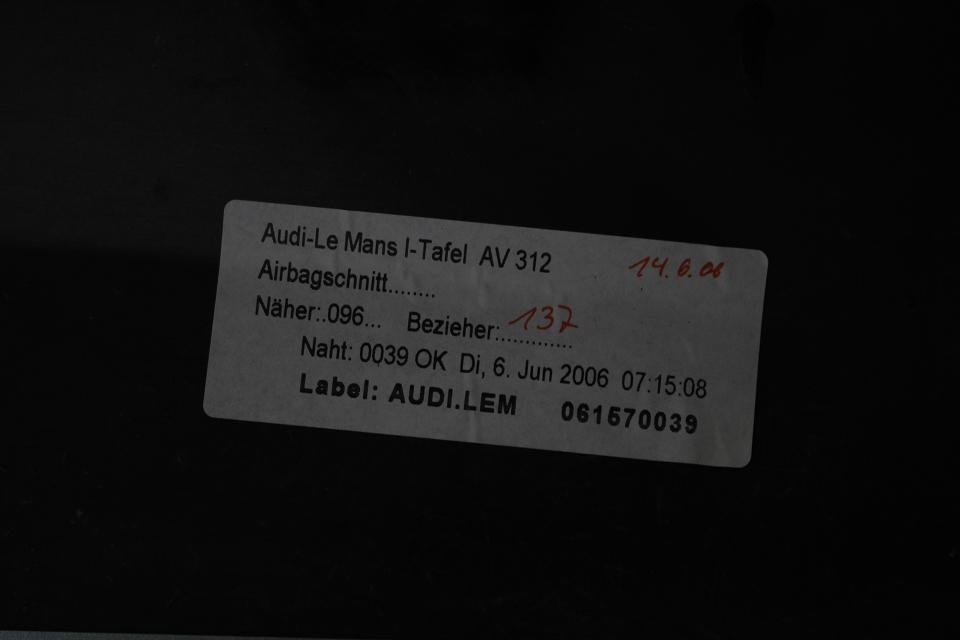 Audi-Le Mans I-Tafel AV 312 14.6.06
Airbagschnitt........
Näher:.096... Bezieher:.137............
Naht: 0039 OK Di, 6. Jun 2006 07:15:08
Label: AUDI.LEM 061570039